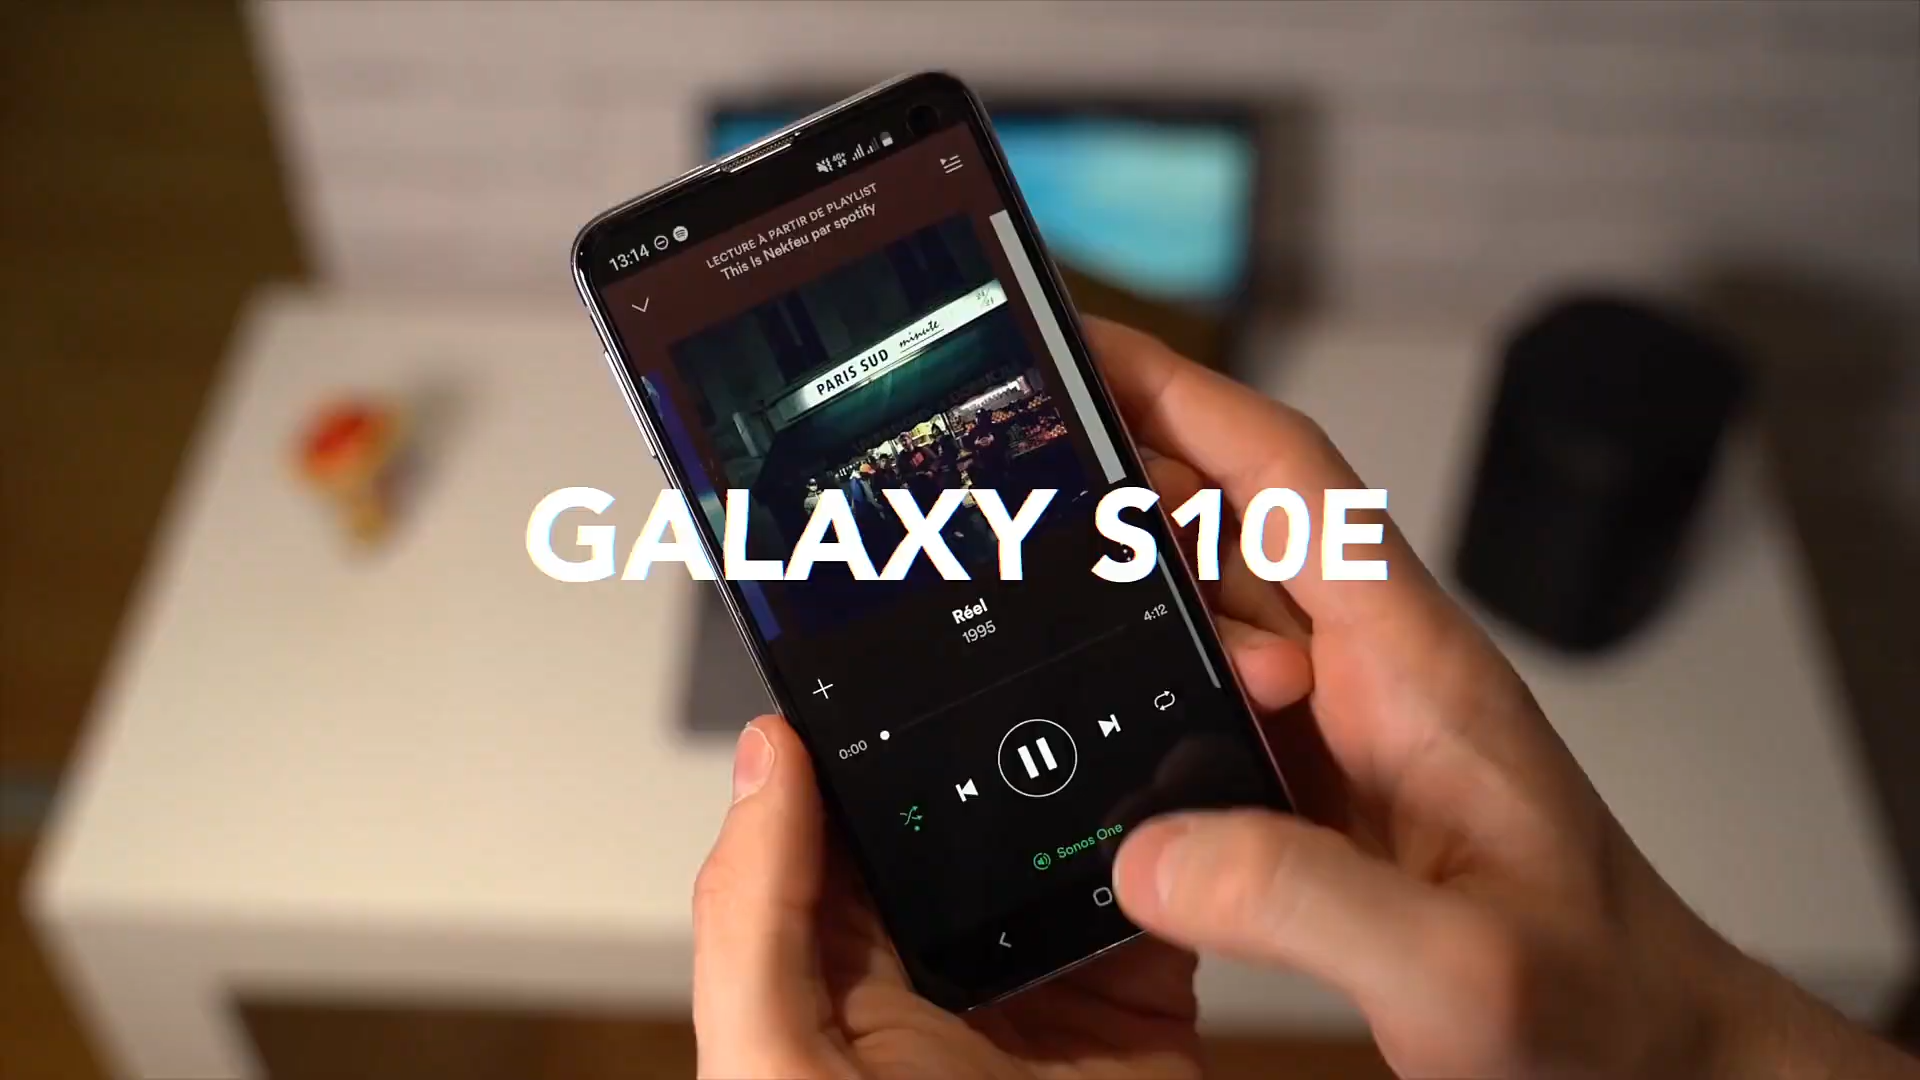 13:14
4G+
LECTURE À PARTIR DE PLAYLIST
This Is Nekfeu par spotify
PARIS SUD minute
GALAXY S10E
Réel
1995
4:12
0:00
Sonos One